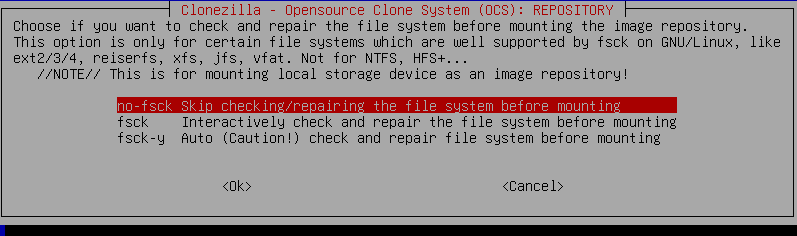 Clonezilla - Opensource Clone System (OCS): REPOSITORY
Choose if you want to check and repair the file system before mounting the image repository.
This option is only for certain file systems which are well supported by fsck on GNU/Linux, like
ext2/3/4, reiserfs, xfs, jfs, vfat. Not for NTFS, HFS+...
//NOTE// This is for mounting local storage device as an image repository!
no-fsck Skip checking/repairing the file system before mounting
fsck Interactively check and repair the file system before mounting
fsck-y Auto (Caution!) check and repair file system before mounting
<Ok> <Cancel>